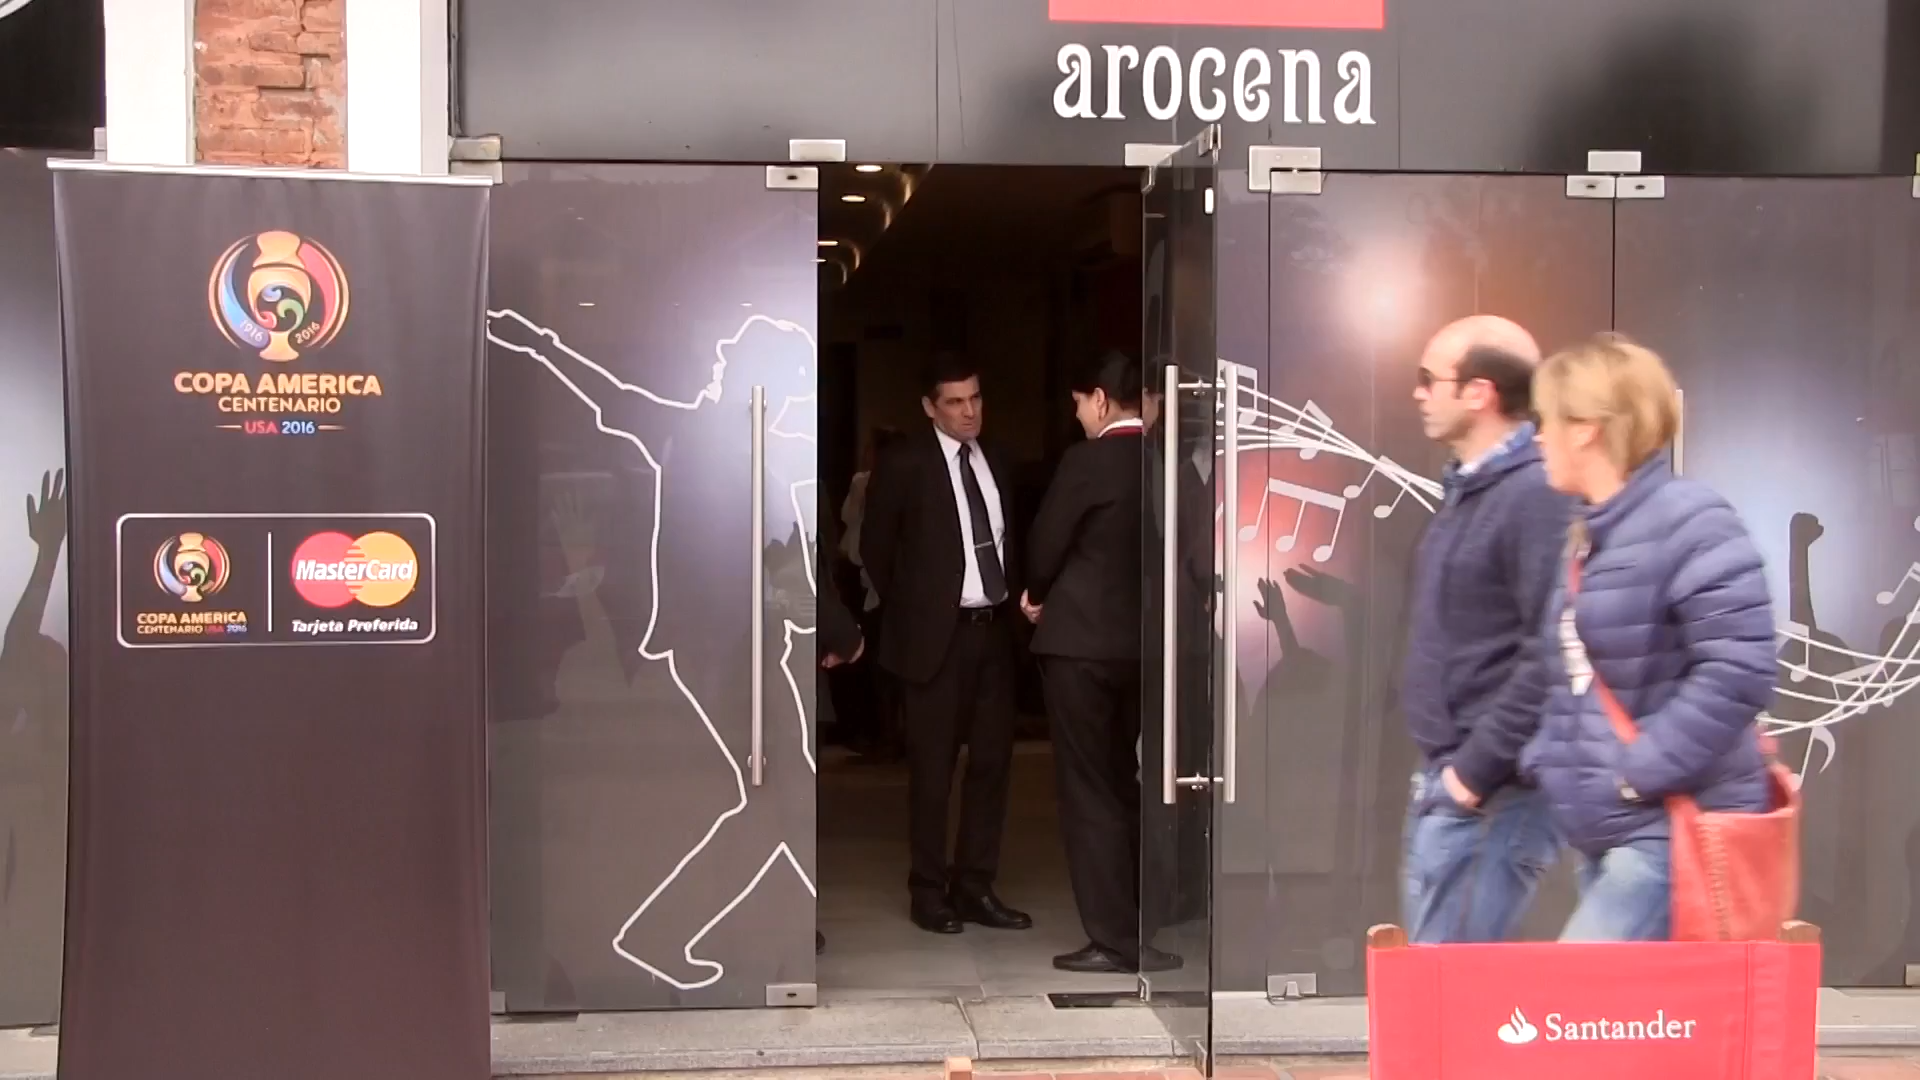 arocena
1916 2016
COPA AMERICA
CENTENARIO
USA 2016
COPA AMERICA
CENTENARIO USA 2016
MasterCard
Tarjeta Preferida
Santander